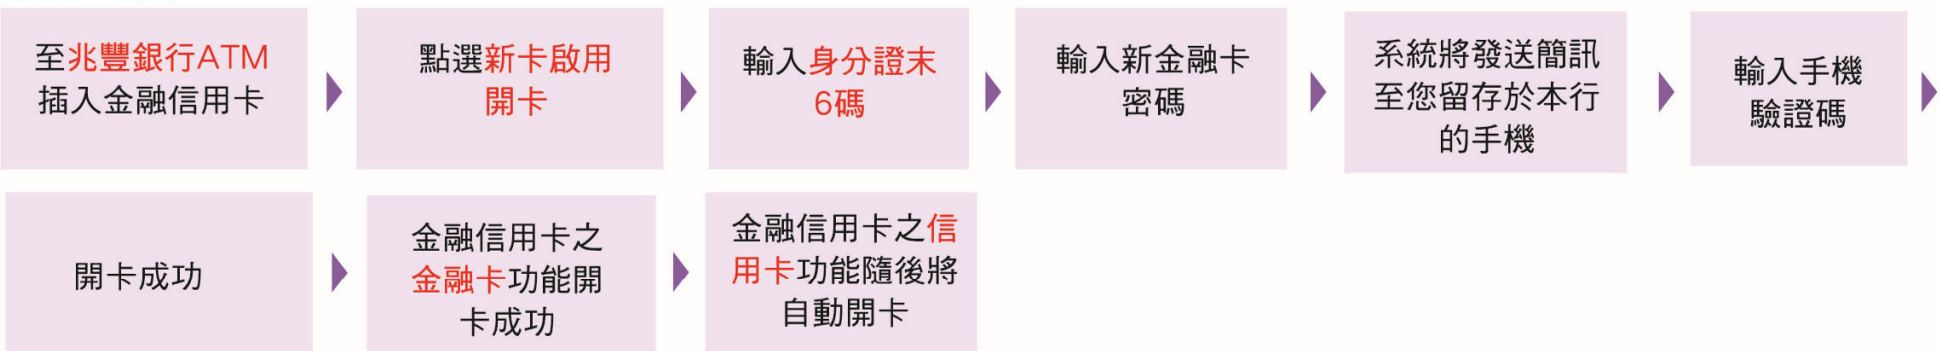 至兆豐銀行ATM
插入金融信用卡
點選新卡啟用
開卡
輸入身分證末
6碼
輸入新金融卡
密碼
系統將發送簡訊
至您留存於本行
的手機
輸入手機
驗證碼
開卡成功
金融信用卡之
金融卡功能開
卡成功
金融信用卡之信
用卡功能隨後將
自動開卡